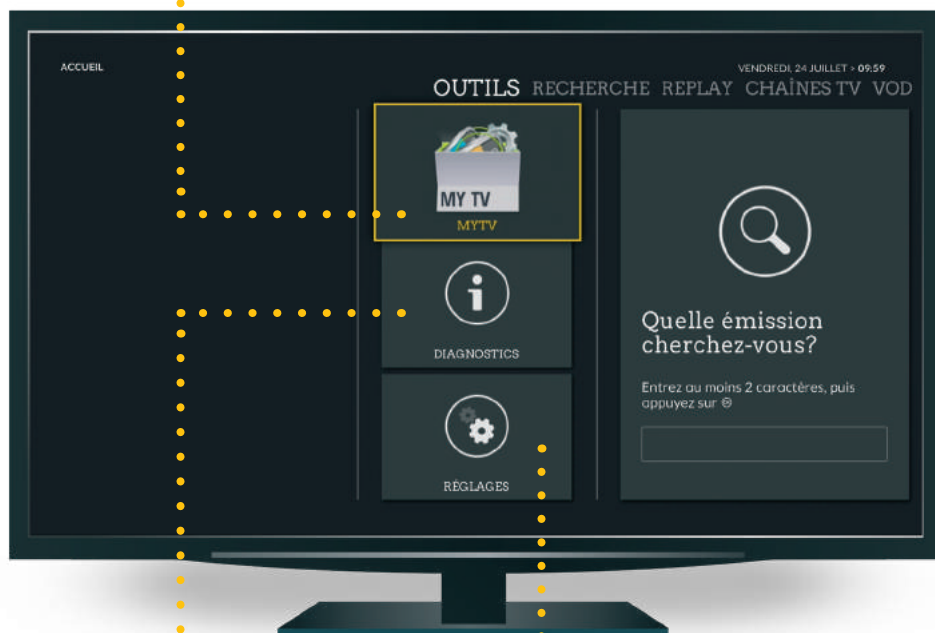 ACCUEIL
VENDREDI, 24 JUILLET > 09:59
OUTILS RECHERCHE REPLAY CHAÎNES TV VOD
MY TV
MYTV
DIAGNOSTICS
RÉGLAGES
Quelle émission
cherchez-vous?
Entrez au moins 2 caractères, puis
appuyez sur